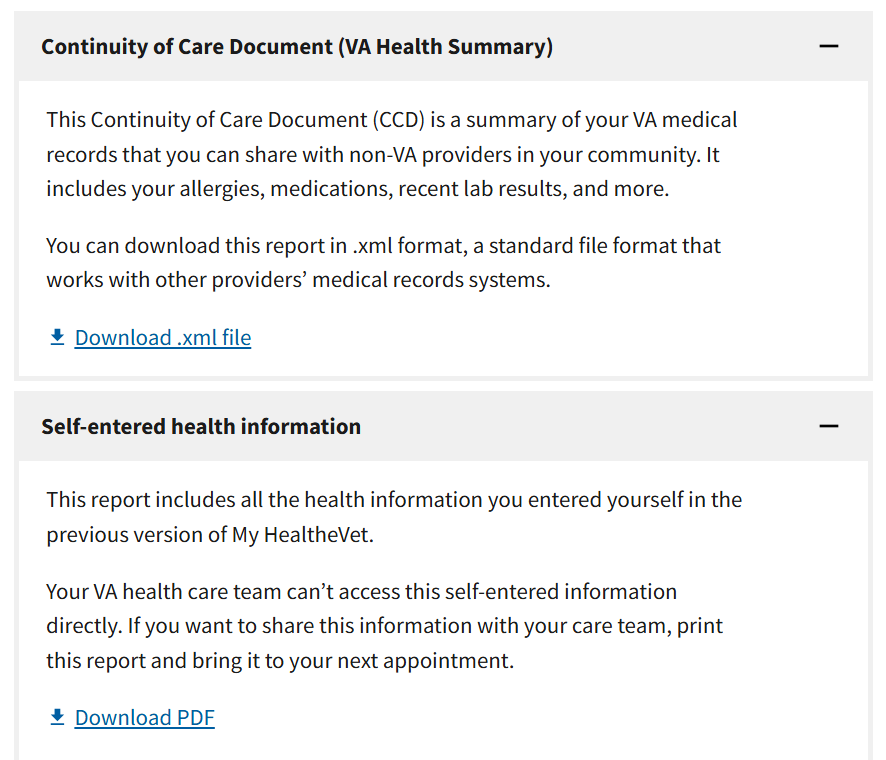 Continuity of Care Document (VA Health Summary)
This Continuity of Care Document (CCD) is a summary of your VA medical
records that you can share with non-VA providers in your community. It
includes your allergies, medications, recent lab results, and more.
You can download this report in .xml format, a standard file format that
works with other providers’ medical records systems.
Download .xml file
Self-entered health information
This report includes all the health information you entered yourself in the
previous version of My HealtheVet.
Your VA health care team can’t access this self-entered information
directly. If you want to share this information with your care team, print
this report and bring it to your next appointment.
Download PDF